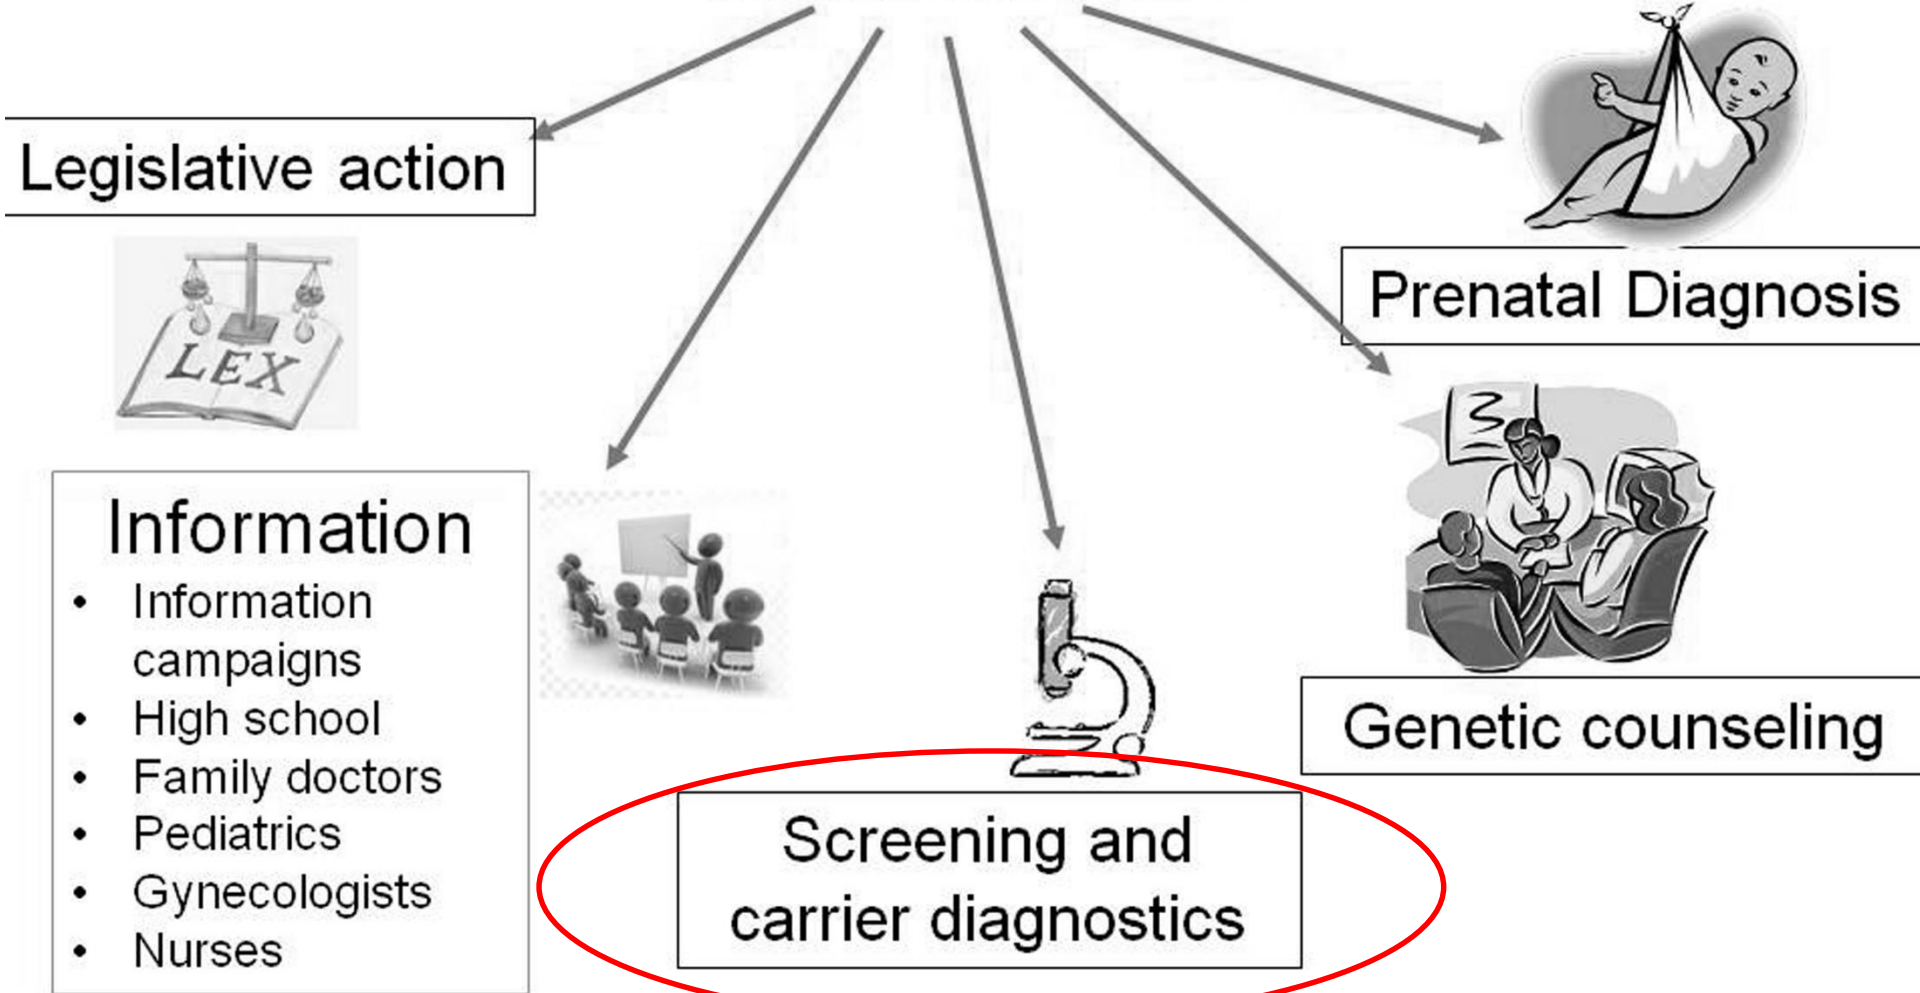 Legislative action
LEX
Prenatal Diagnosis
Information
• Information
campaigns
• High school
• Family doctors
• Pediatrics
• Gynecologists
• Nurses
Genetic counseling
Screening and
carrier diagnostics